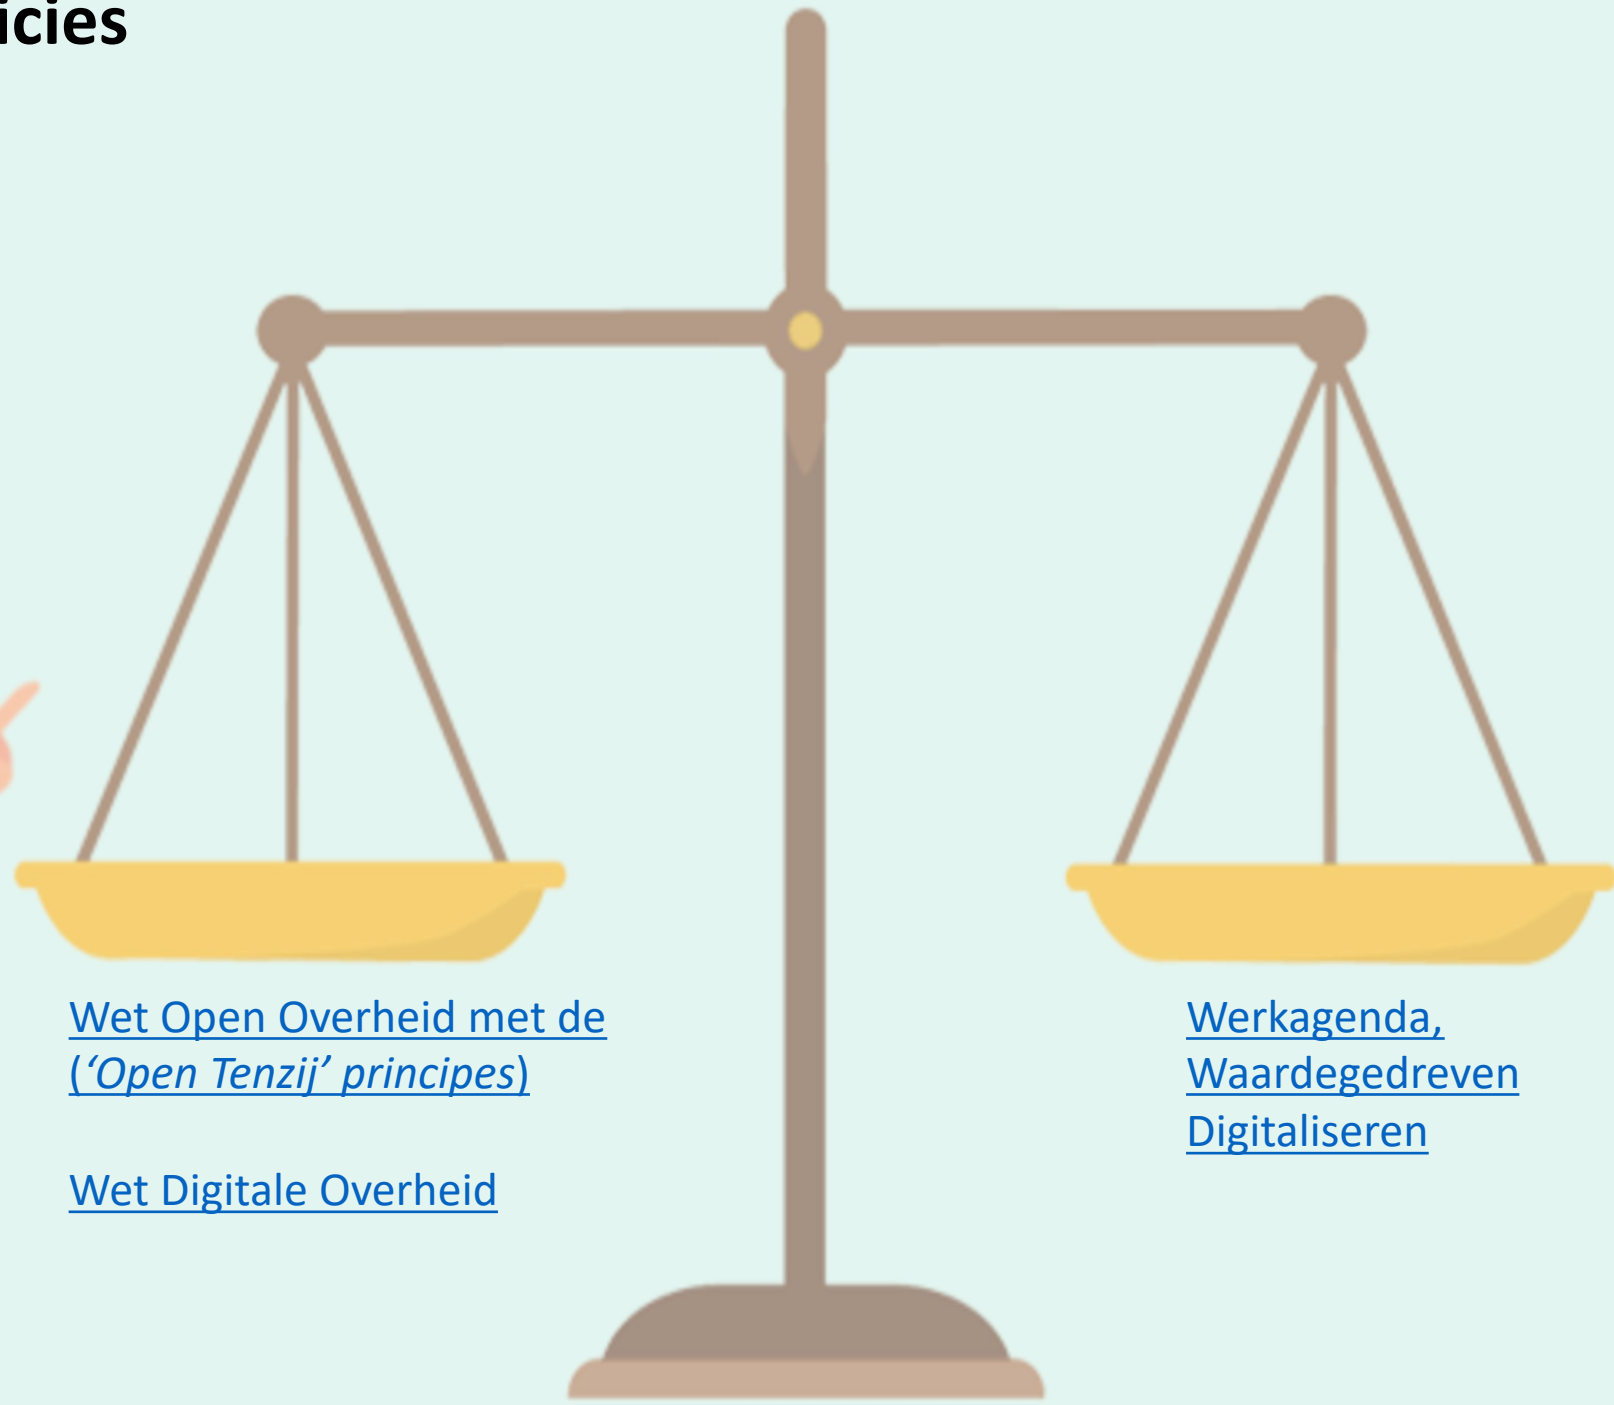 icies
Wet Open Overheid met de
(‘Open Tenzij’ principes)
Wet Digitale Overheid
Werkagenda,
Waardegedreven
Digitaliseren